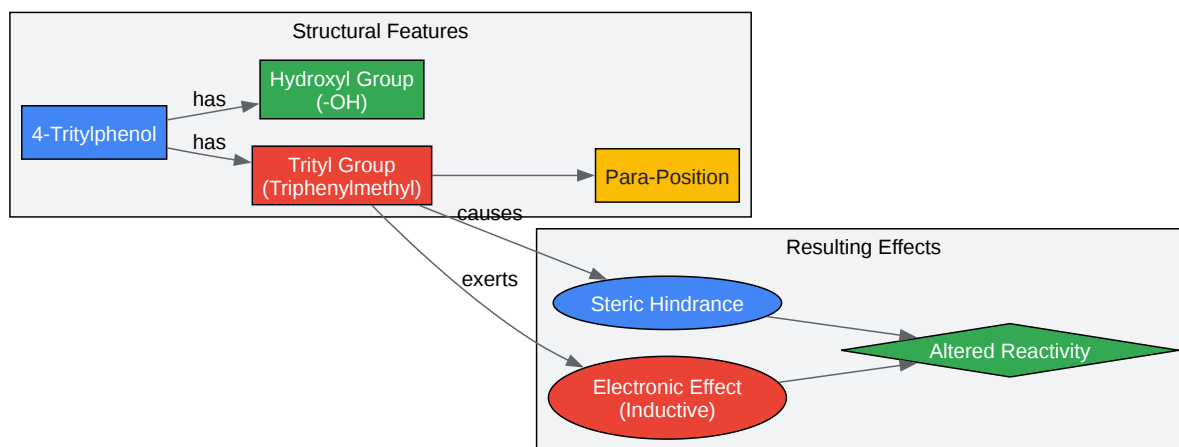 Structural Features
Hydroxyl Group
(-OH)
has
4-Tritylphenol
has
Trityl Group
(Triphenylmethyl)
Para-Position
causes
Resulting Effects
exerts
Steric Hindrance
Altered Reactivity
Electronic Effect
(Inductive)